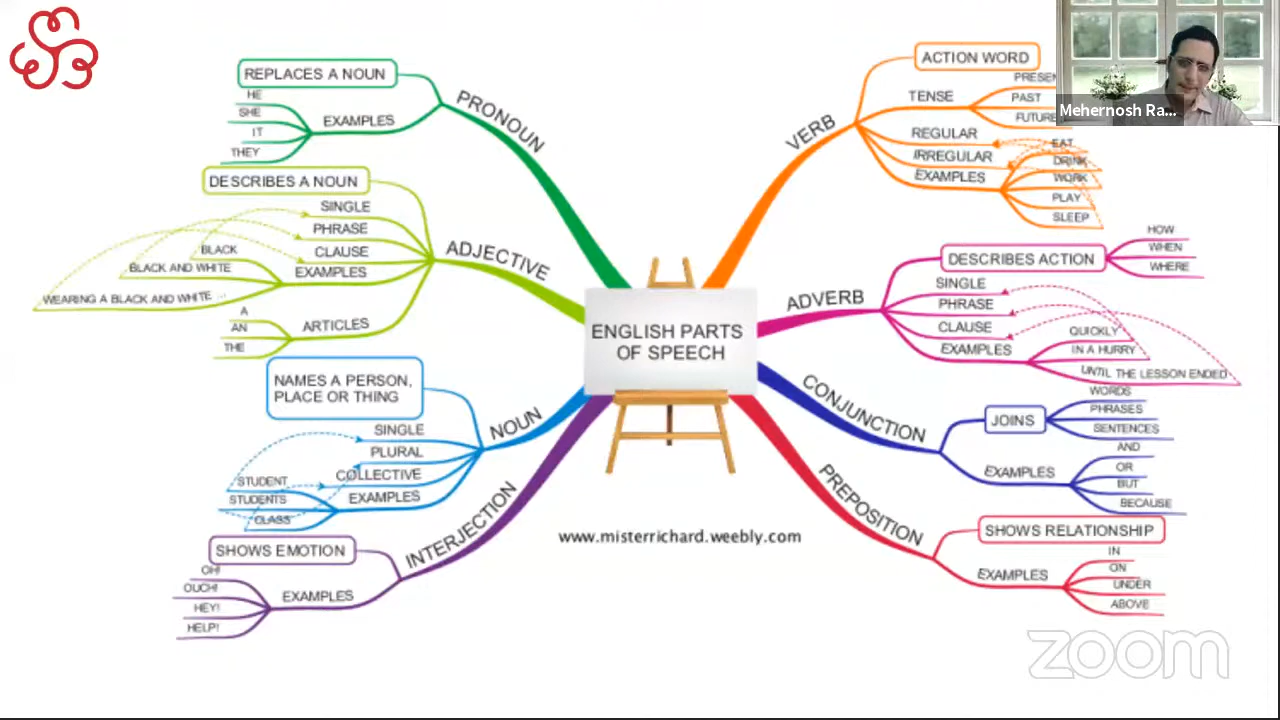 REPLACES A NOUN
HE
SHE
IT
THEY
EXAMPLES
PRONOUN
DESCRIBES A NOUN
SINGLE
PHRASE
CLAUSE
BLACK
BLACK AND WHITE
WEARING A BLACK AND WHITE ...
EXAMPLES
A
AN
THE
ARTICLES
ADJECTIVE
NAMES A PERSON,
PLACE OR THING
SINGLE
PLURAL
COLLECTIVE
STUDENT
STUDENTS
CLASS
EXAMPLES
NOUN
SHOWS EMOTION
OH!
OUCH!
HEY!
HELP!
EXAMPLES
INTERJECTION
ENGLISH PARTS
OF SPEECH
www.misterrichard.weebly.com
VERB
ACTION WORD
TENSE
PAST
FUTURE
REGULAR
IRREGULAR
EXAMPLES
EAT
DRINK
WORK
PLAY
SLEEP
Mehernosh Ra...
ADVERB
DESCRIBES ACTION
HOW
WHEN
WHERE
SINGLE
PHRASE
CLAUSE
EXAMPLES
QUICKLY
IN A HURRY
UNTIL THE LESSON ENDED
CONJUNCTION
JOINS
WORDS
PHRASES
SENTENCES
EXAMPLES
AND
OR
BUT
BECAUSE
PREPOSITION
SHOWS RELATIONSHIP
EXAMPLES
IN
ON
UNDER
ABOVE
zoom